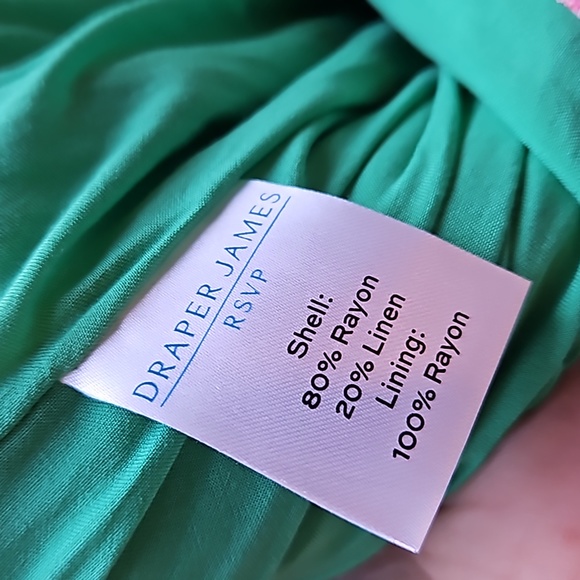 DRAPER JAMES
RSVP
Shell:
80% Rayon
20% Linen
Lining:
100% Rayon